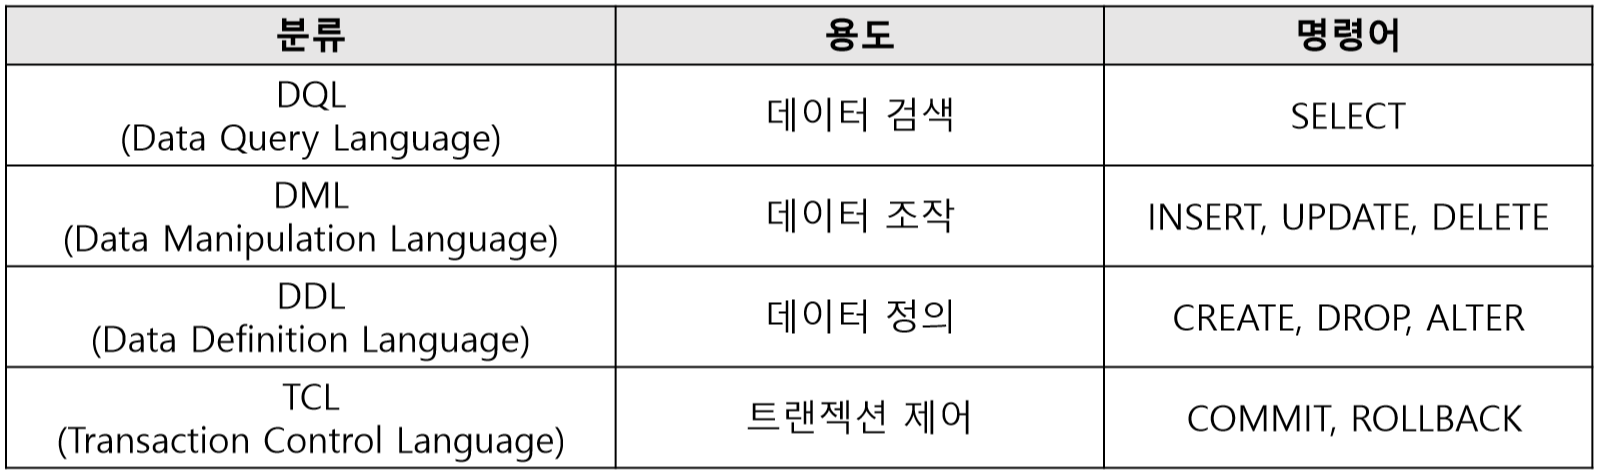 분류 용도 명령어
DQL
(Data Query Language)
데이터 검색
SELECT
DML
(Data Manipulation Language)
데이터 조작
INSERT, UPDATE, DELETE
DDL
(Data Definition Language)
데이터 정의
CREATE, DROP, ALTER
TCL
(Transaction Control Language)
트랜젝션 제어
COMMIT, ROLLBACK